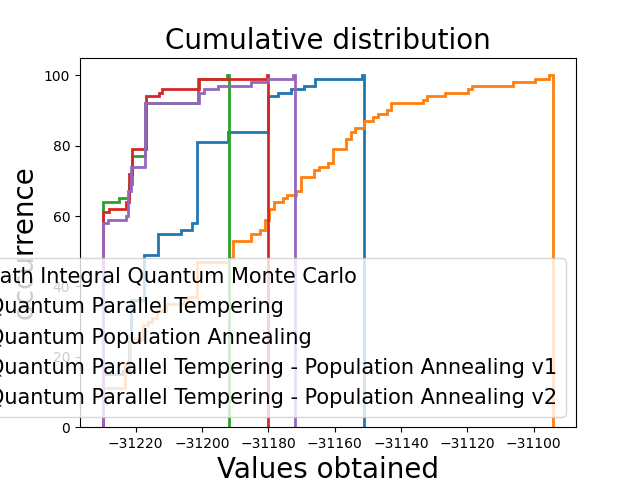 Cumulative distribution
100
80
60
40
20
0
occurrence
ath Integral Quantum Monte Carlo
Quantum Parallel Tempering
Quantum Population Annealing
Quantum Parallel Tempering - Population Annealing v1
Quantum Parallel Tempering - Population Annealing v2
−31220 −31200 −31180 −31160 −31140 −31120 −31100
Values obtained